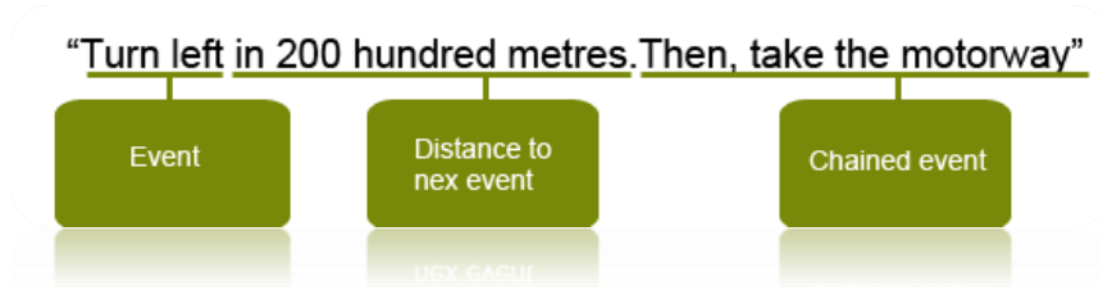 “Turn left in 200 hundred metres.Then, take the motorway”
Event
Distance to
nex event
Chained event